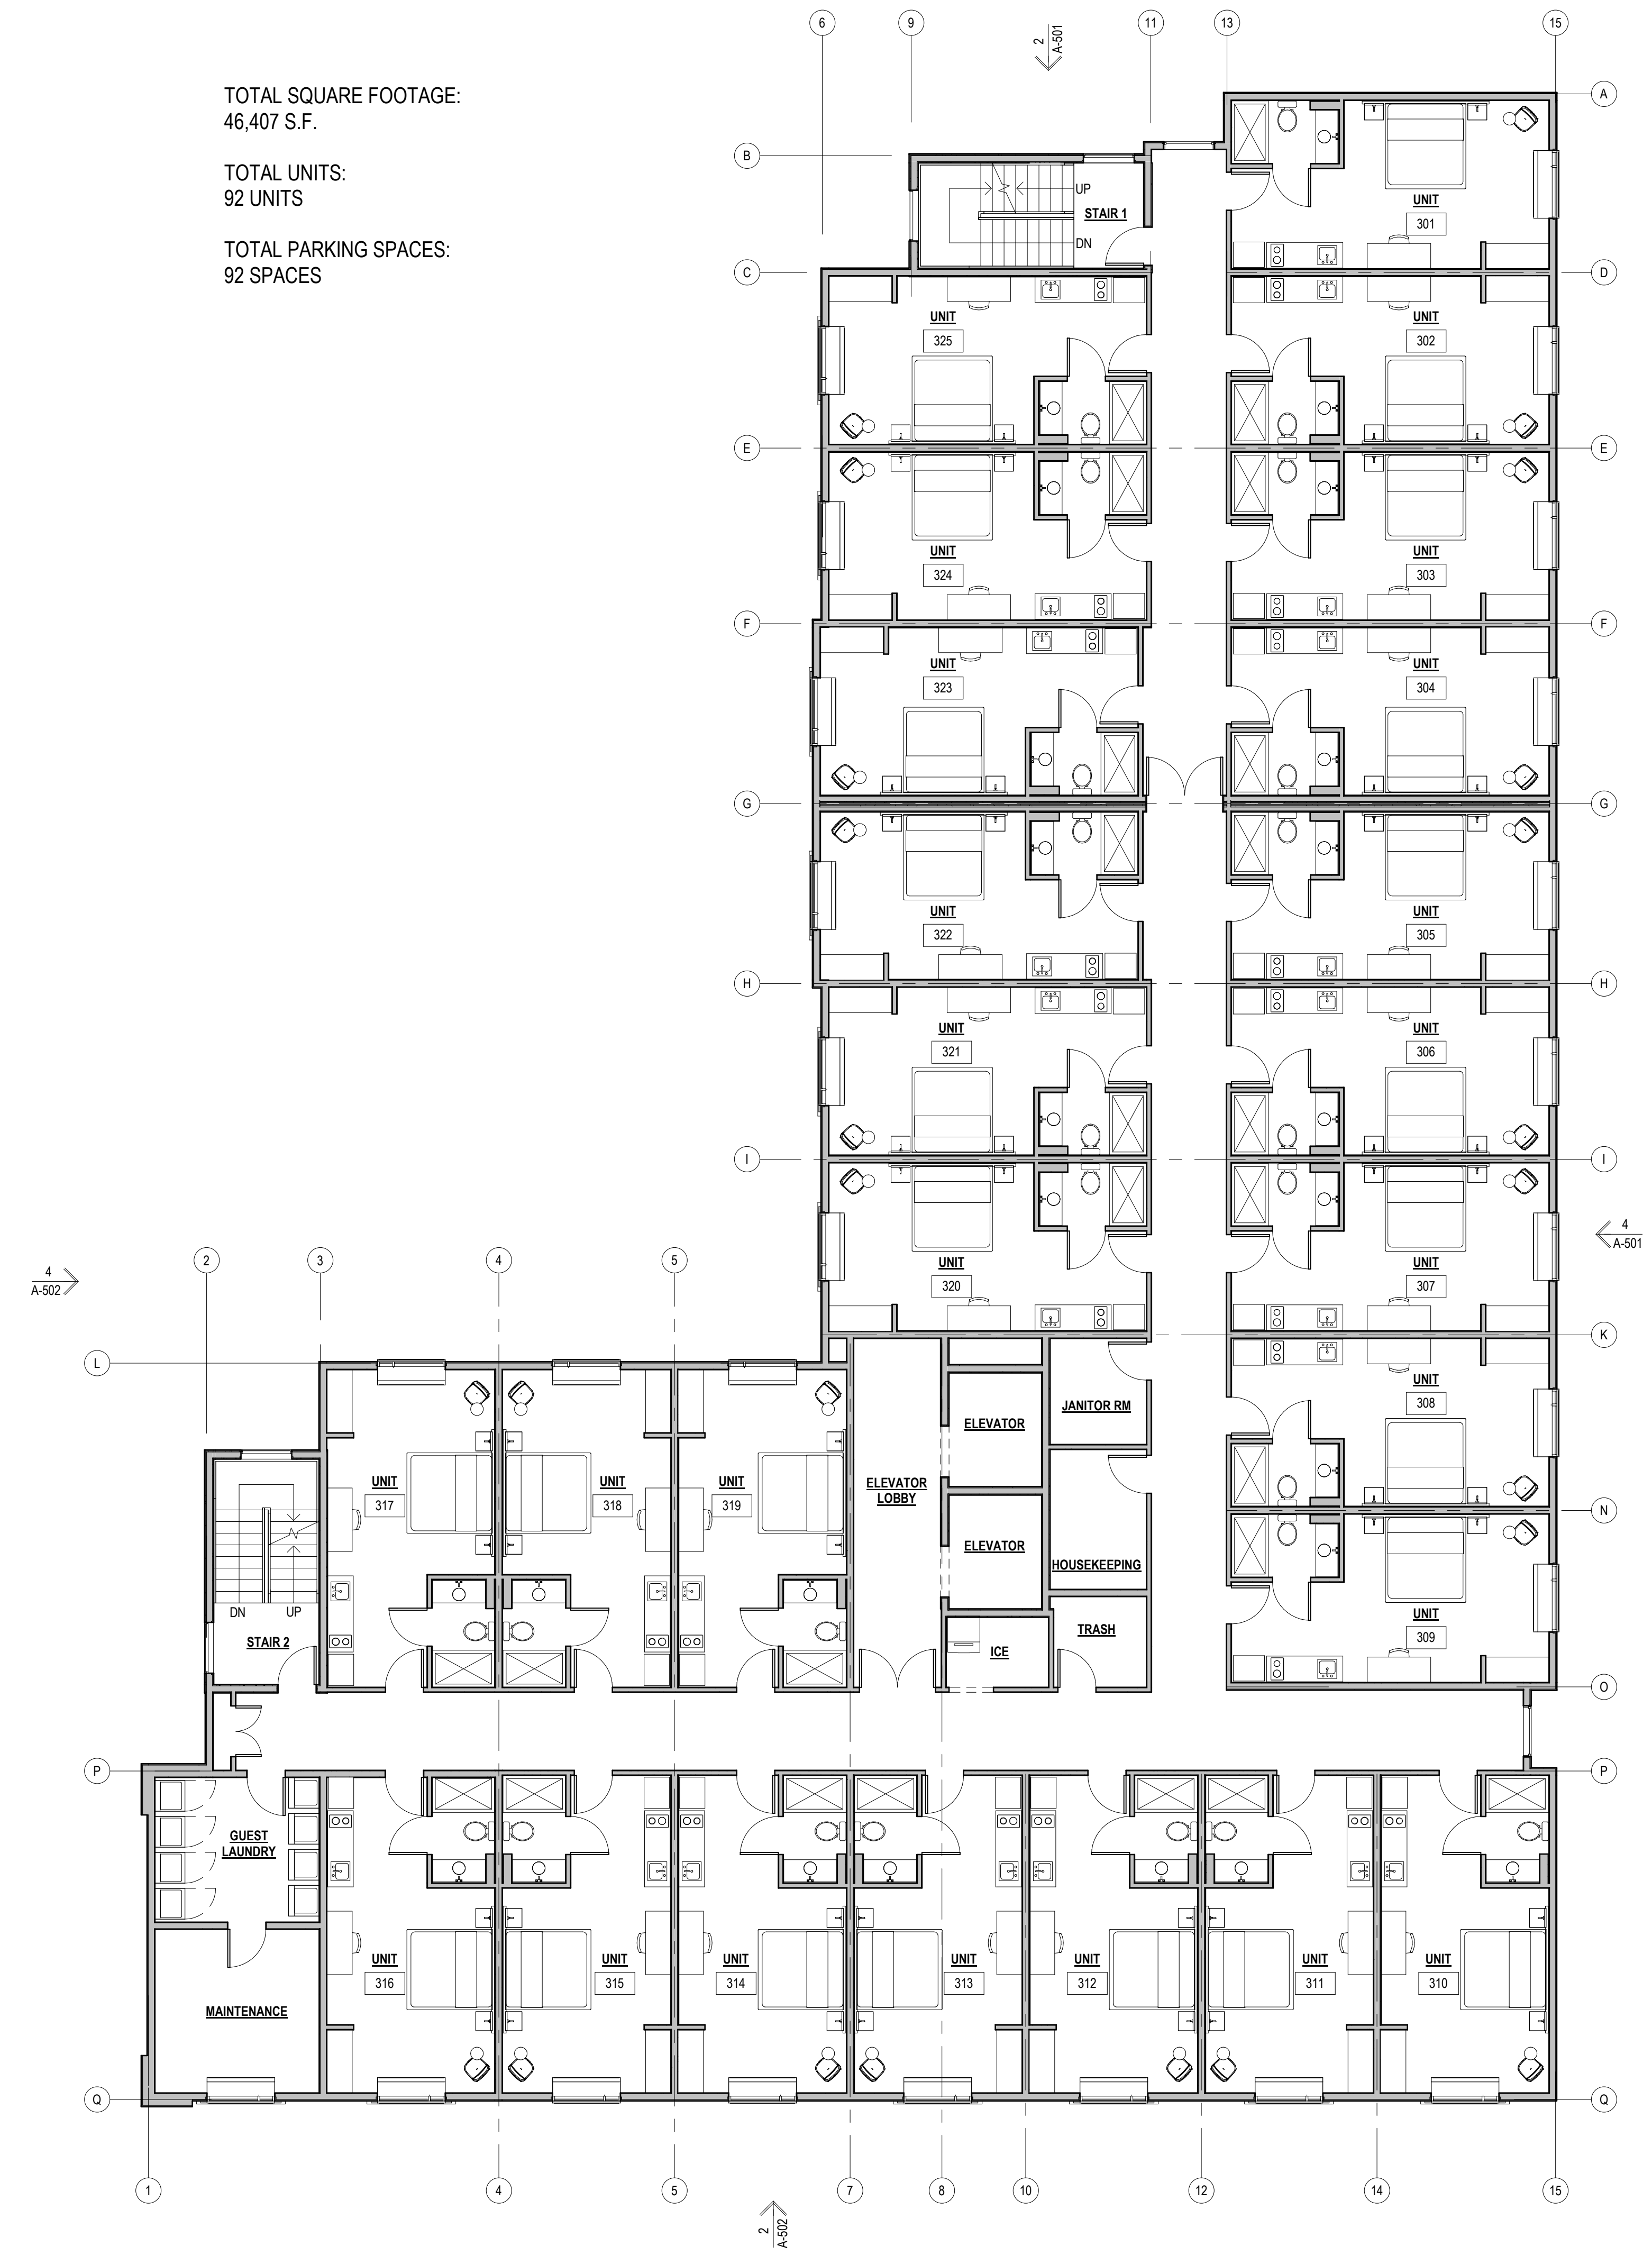 6
9
11
13
15
2
A-501
TOTAL SQUARE FOOTAGE:
46,407 S.F.
TOTAL UNITS:
92 UNITS
TOTAL PARKING SPACES:
92 SPACES
A
B
UP
STAIR 1
DN
UNIT
301
C
D
UNIT
325
UNIT
302
E
E
UNIT
324
UNIT
303
F
F
UNIT
323
UNIT
304
G
G
UNIT
322
UNIT
305
H
H
UNIT
321
UNIT
306
I
I
4
A-501
4
A-502
2
3
4
5
UNIT
320
UNIT
307
K
L
UNIT
308
JANITOR RM
ELEVATOR
UNIT
317
UNIT
318
UNIT
319
ELEVATOR
LOBBY
N
ELEVATOR
HOUSEKEEPING
DN
UP
STAIR 2
ICE
TRASH
UNIT
309
O
P
P
GUEST
LAUNDRY
UNIT
316
UNIT
315
UNIT
314
UNIT
313
UNIT
312
UNIT
311
UNIT
310
MAINTENANCE
Q
Q
1
4
5
7
8
10
12
14
15
2
A-502